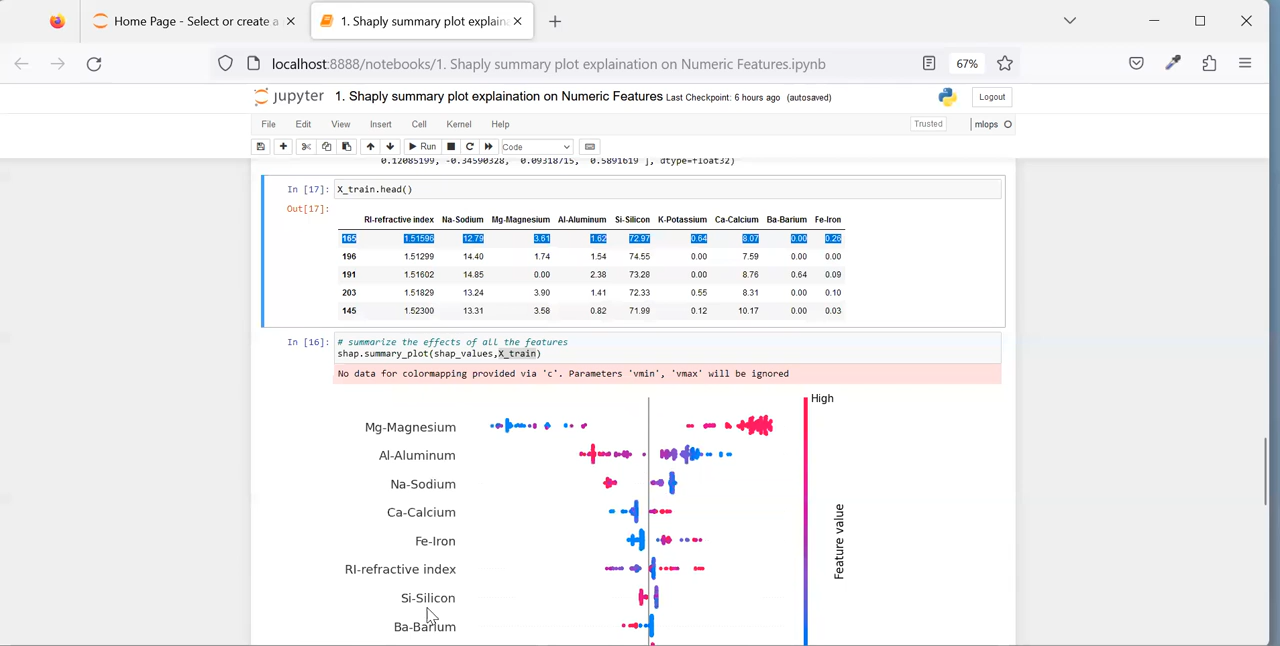 Home Page - Select or create a
1. Shaply summary plot explain
localhost:8888/notebooks/1. Shaply summary plot explaination on Numeric Features.ipynb
67%
jupyter 1. Shaply summary plot explaination on Numeric Features Last Checkpoint: 6 hours ago (autosaved)
Logout
File Edit View Insert Cell Kernel Help
Trusted mlops
Run Code
0.12085199, -0.34590328, 0.09318715, 0.5891619 ], dtype=float32)
In [17]: X_train.head()
Out[17]:
RI-refractive index Na-Sodium Mg-Magnesium Al-Aluminum Si-Silicon K-Potassium Ca-Calcium Ba-Barium Fe-Iron
165 1.51596 12.79 3.61 1.62 72.97 0.64 8.07 0.00 0.26
196 1.51299 14.40 1.74 1.54 74.55 0.00 7.59 0.00 0.00
191 1.51602 14.85 0.00 2.38 73.28 0.00 8.76 0.64 0.09
203 1.51829 13.24 3.90 1.41 72.33 0.55 8.31 0.00 0.10
145 1.52300 13.31 3.58 0.82 71.99 0.12 10.17 0.00 0.03
In [16]: # summarize the effects of all the features
shap.summary_plot(shap_values,X_train)
No data for colormapping provided via 'c'. Parameters 'vmin', 'vmax' will be ignored
High
Mg-Magnesium
Al-Aluminum
Na-Sodium
Ca-Calcium
Fe-Iron
RI-refractive index
Si-Silicon
Ba-Barium
Feature value